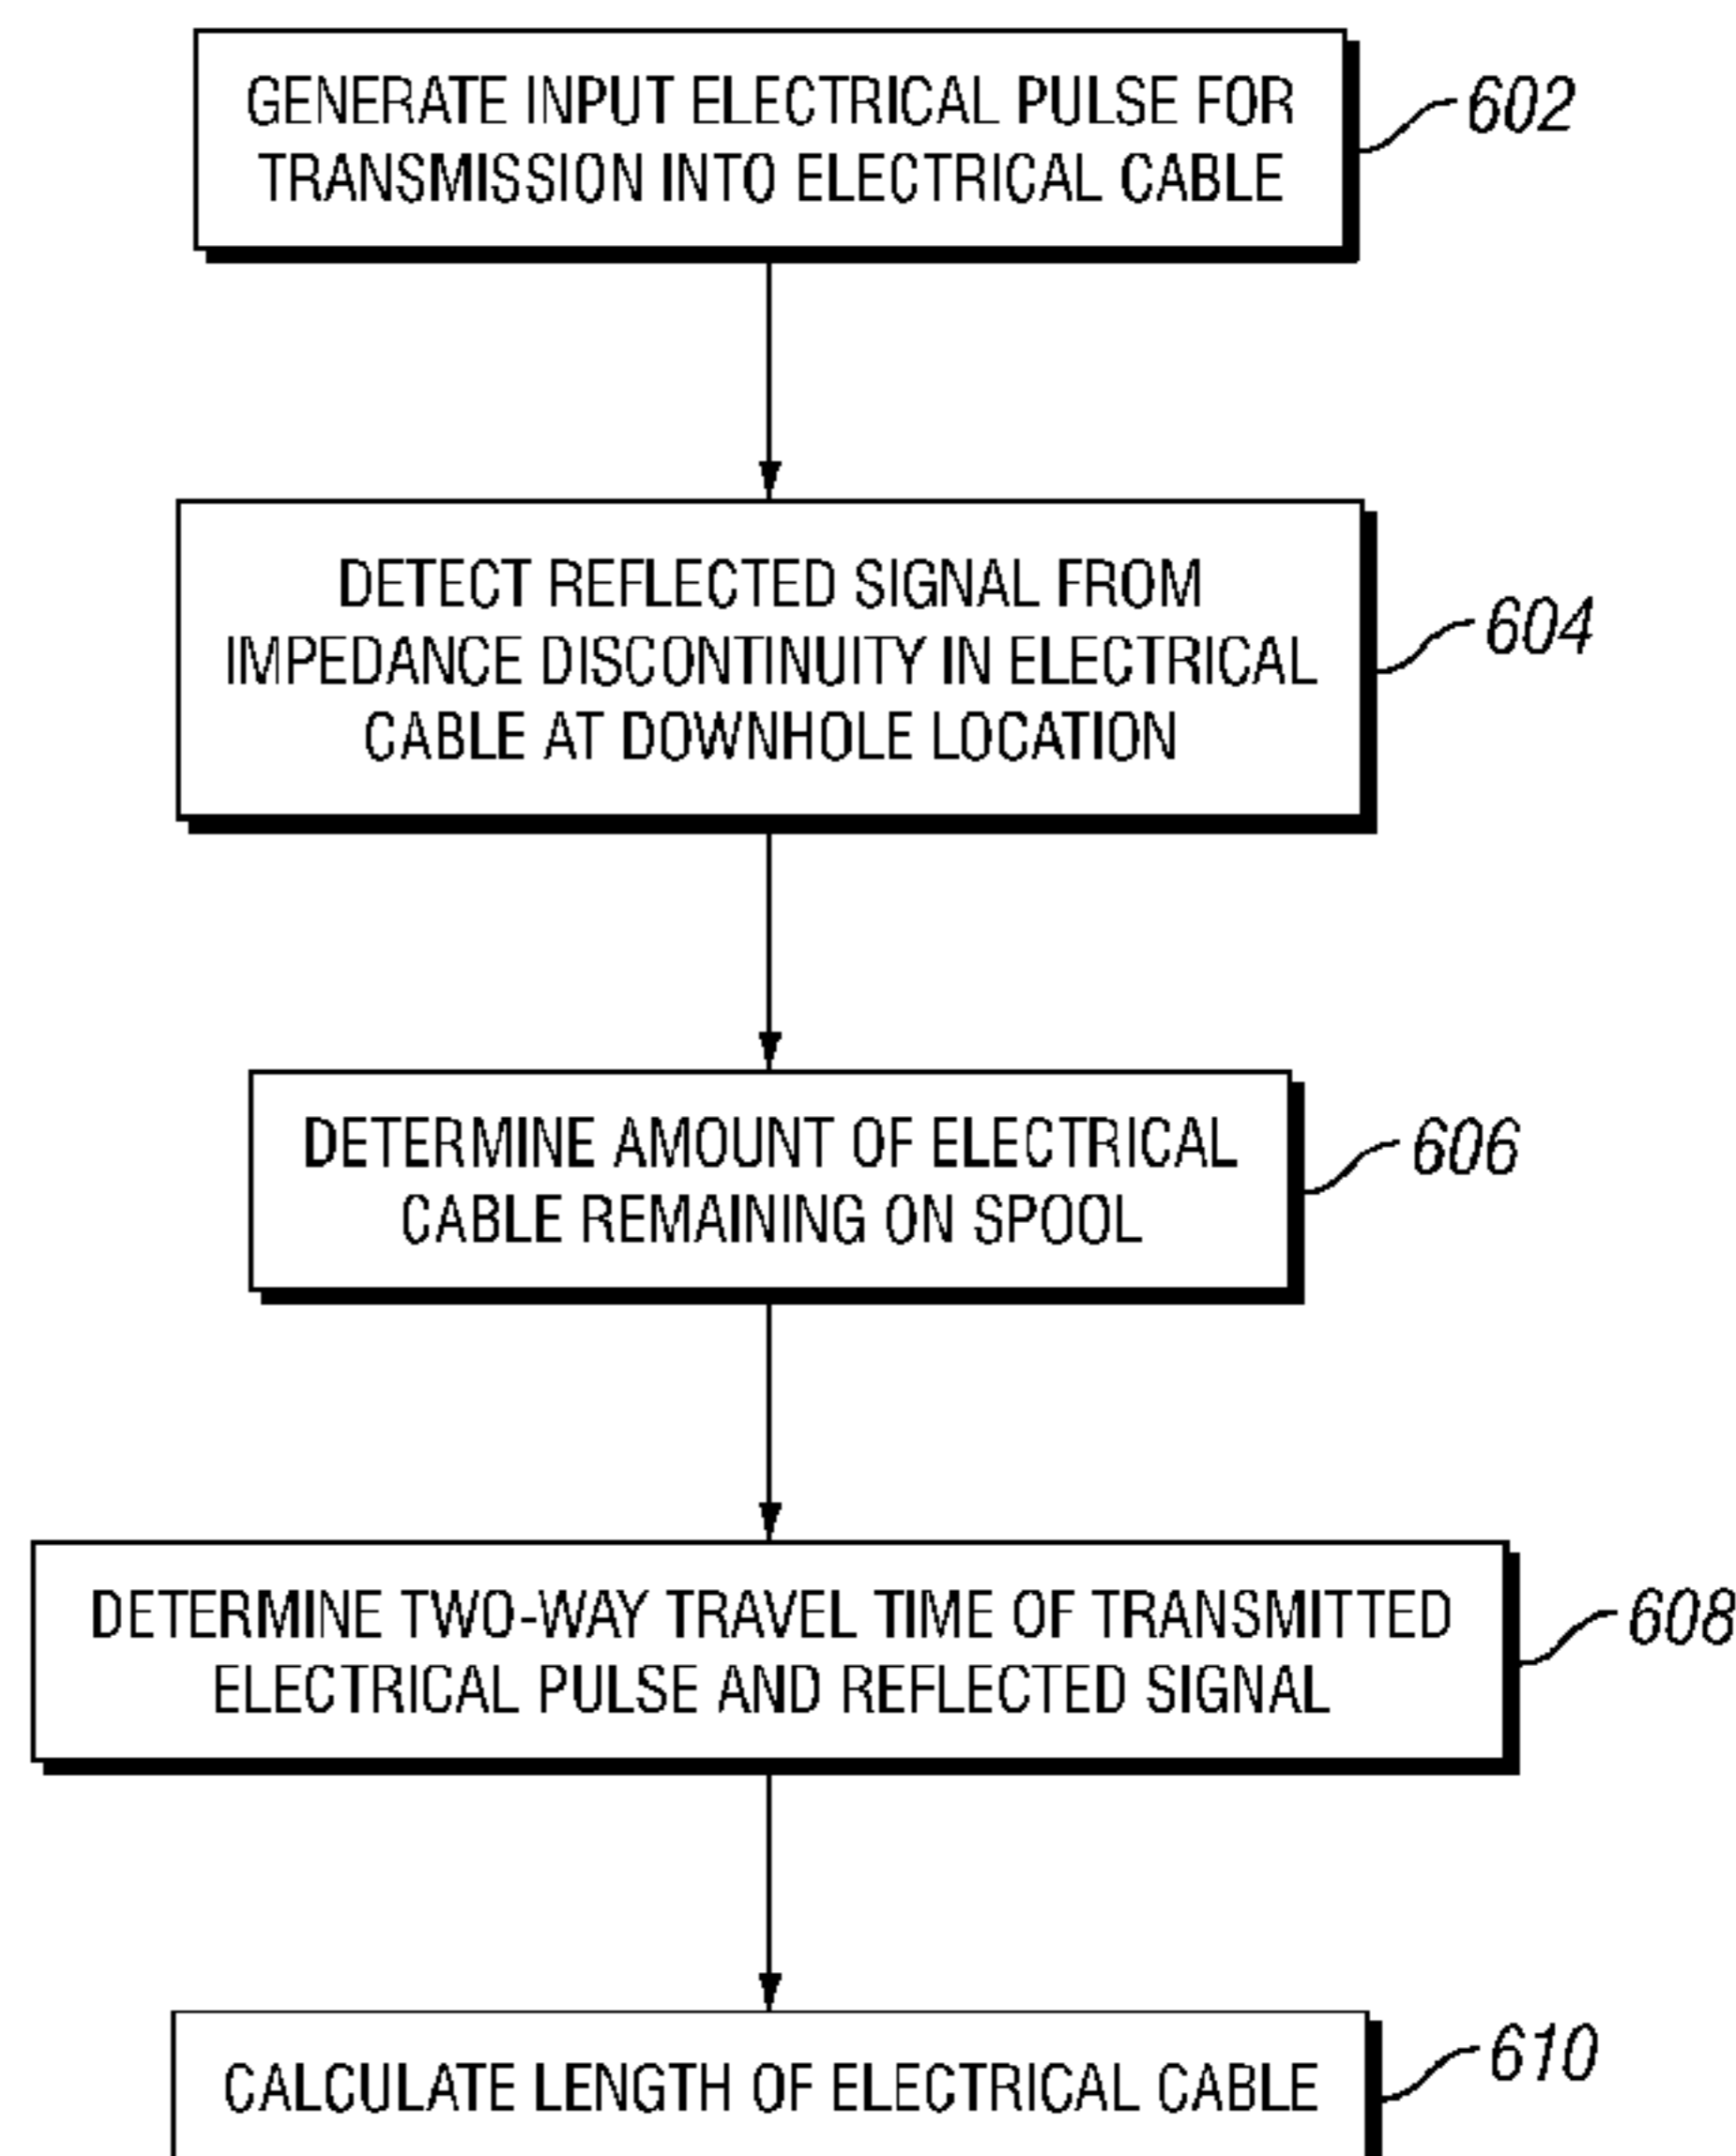 GENERATE INPUT ELECTRICAL PULSE FOR
TRANSMISSION INTO ELECTRICAL CABLE
602
DETECT REFLECTED SIGNAL FROM
IMPEDANCE DISCONTINUITY IN ELECTRICAL
CABLE AT DOWNHOLE LOCATION
604
DETERMINE AMOUNT OF ELECTRICAL
CABLE REMAINING ON SPOOL
606
DETERMINE TWO-WAY TRAVEL TIME OF TRANSMITTED
ELECTRICAL PULSE AND REFLECTED SIGNAL
608
CALCULATE LENGTH OF ELECTRICAL CABLE
610